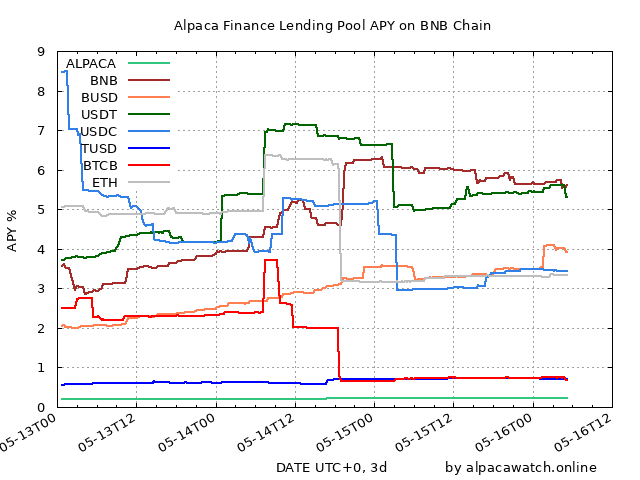 Alpaca Finance Lending Pool APY on BNB Chain
APY %
9
8
7
6
5
4
3
2
1
0
ALPACA
BNB
BUSD
USDT
USDC
TUSD
BTCB
ETH
05-13T00
05-13T12
05-14T00
05-14T12
05-15T00
05-15T12
05-16T00
05-16T12
DATE UTC+0, 3d
by alpacawatch.online